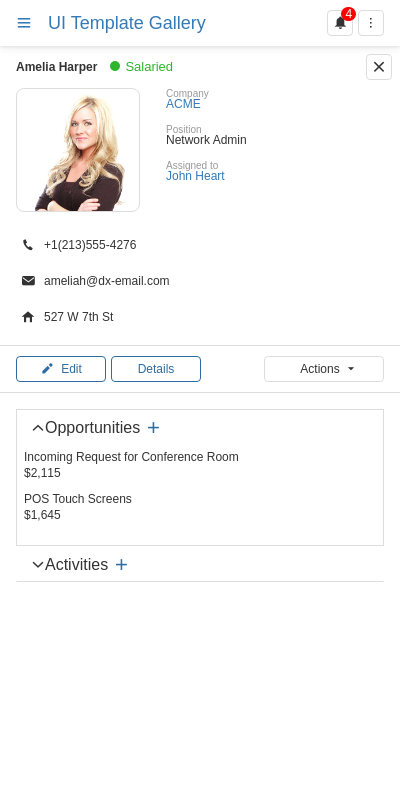 UI Template Gallery
4
Amelia Harper
Salaried
Company
ACME
Position
Network Admin
Assigned to
John Heart
+1(213)555-4276
ameliah@dx-email.com
527 W 7th St
Edit
Details
Actions
Opportunities
Incoming Request for Conference Room
$2,115
POS Touch Screens
$1,645
Activities